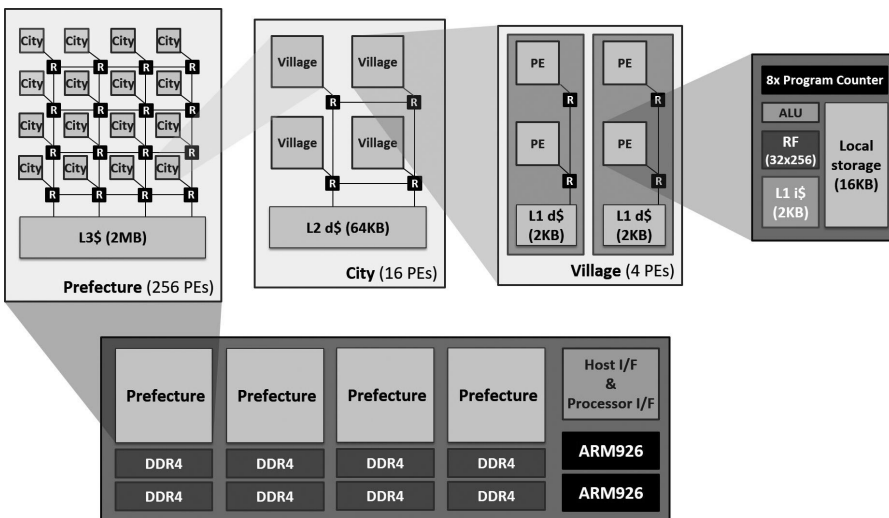 City City City City
R R R R
City City City City
R R R R
City City City City
R R R R
City City City City
R R R R
L3$ (2MB)
Prefecture (256 PEs)
Village Village
R R
Village Village
R R
L2 d$ (64KB)
City (16 PEs)
PE PE
R R
PE PE
R R
L1 d$ L1 d$
(2KB) (2KB)
Village (4 PEs)
8x Program Counter
ALU
RF
(32x256)
L1 i$
(2KB)
Local
storage
(16KB)
Prefecture Prefecture Prefecture Prefecture
Host I/F
&
Processor I/F
DDR4 DDR4 DDR4 DDR4
ARM926
DDR4 DDR4 DDR4 DDR4
ARM926